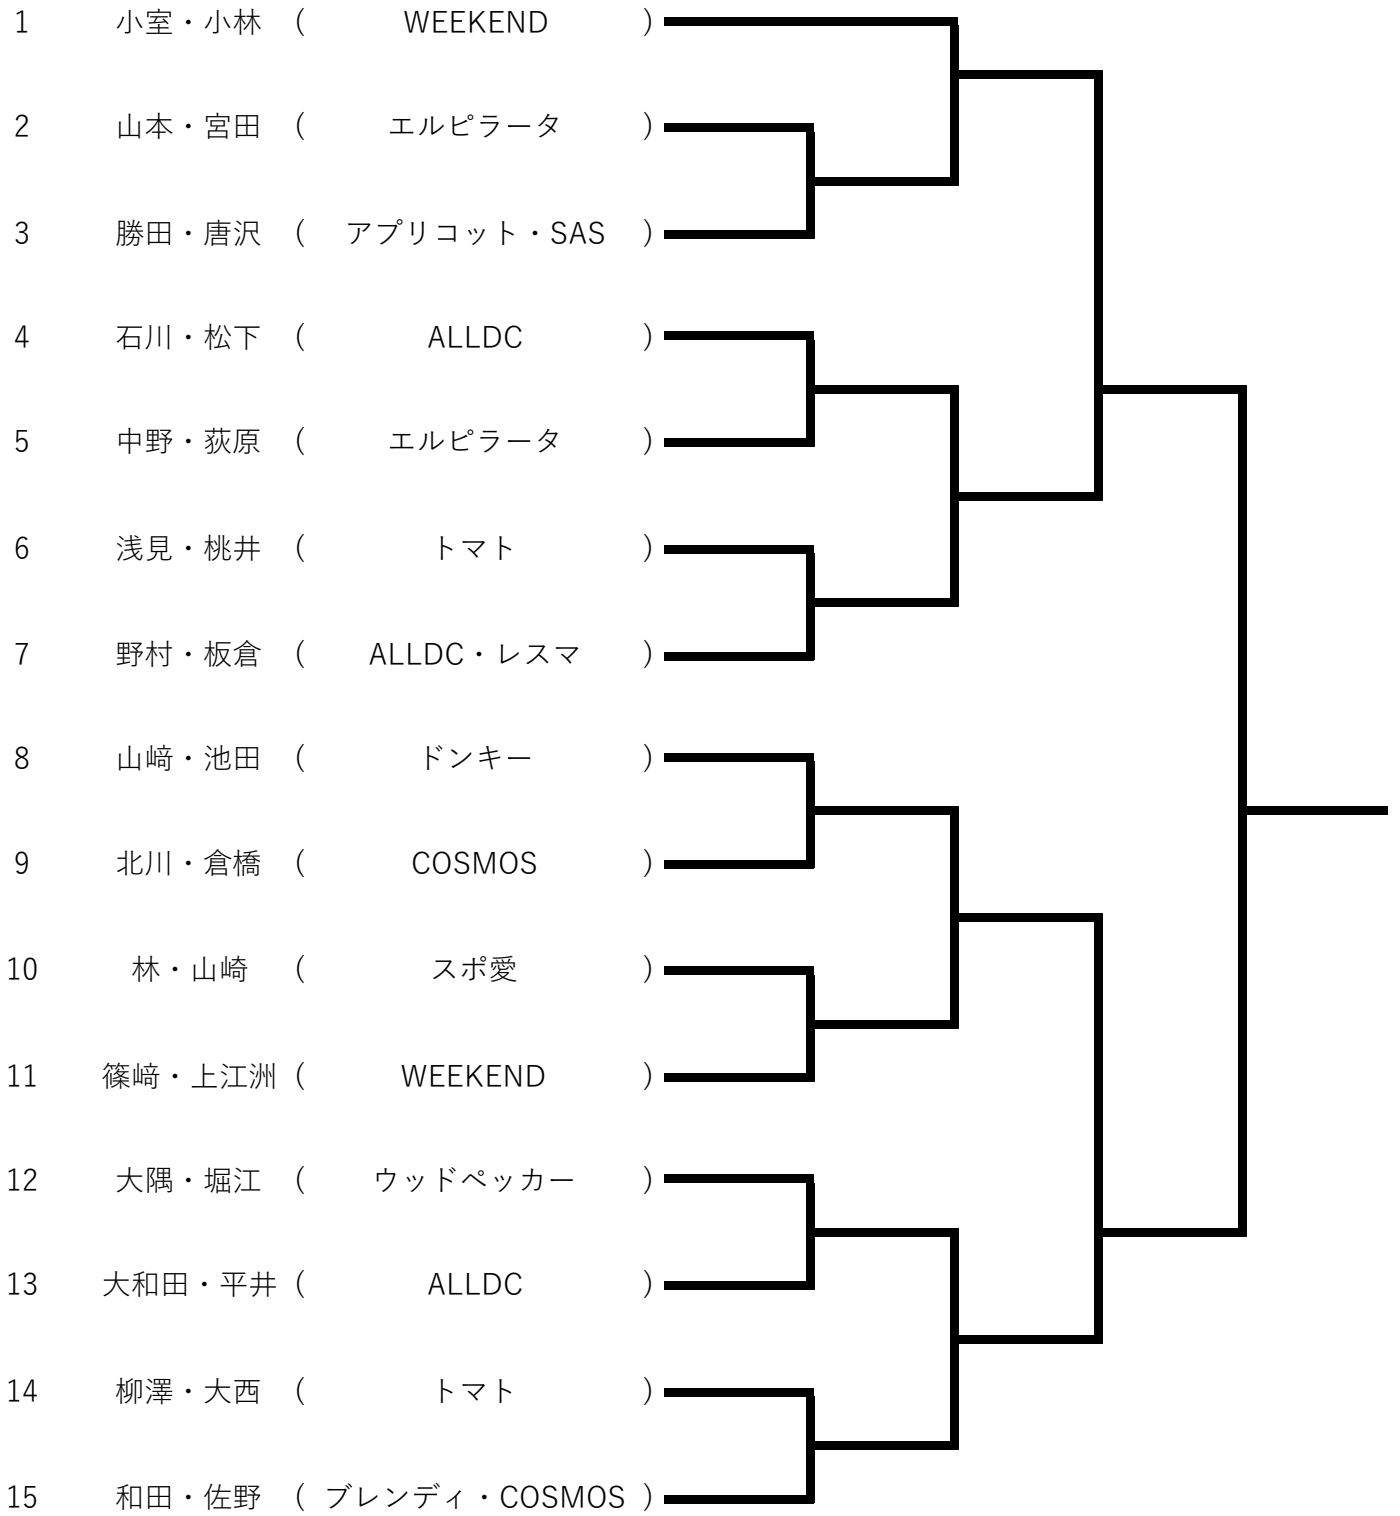 1 小室・小林 ( WEEKEND )
2 山本・宮田 ( エルピラータ )
3 勝田・唐沢 ( アプリコット・SAS )
4 石川・松下 ( ALLDC )
5 中野・荻原 ( エルピラータ )
6 浅見・桃井 ( トマト )
7 野村・板倉 ( ALLDC・レスマ )
8 山﨑・池田 ( ドンキー )
9 北川・倉橋 ( COSMOS )
10 林・山崎 ( スポ愛 )
11 篠﨑・上江洲 ( WEEKEND )
12 大隅・堀江 ( ウッドペッカー )
13 大和田・平井 ( ALLDC )
14 柳澤・大西 ( トマト )
15 和田・佐野 ( ブレンディ・COSMOS )